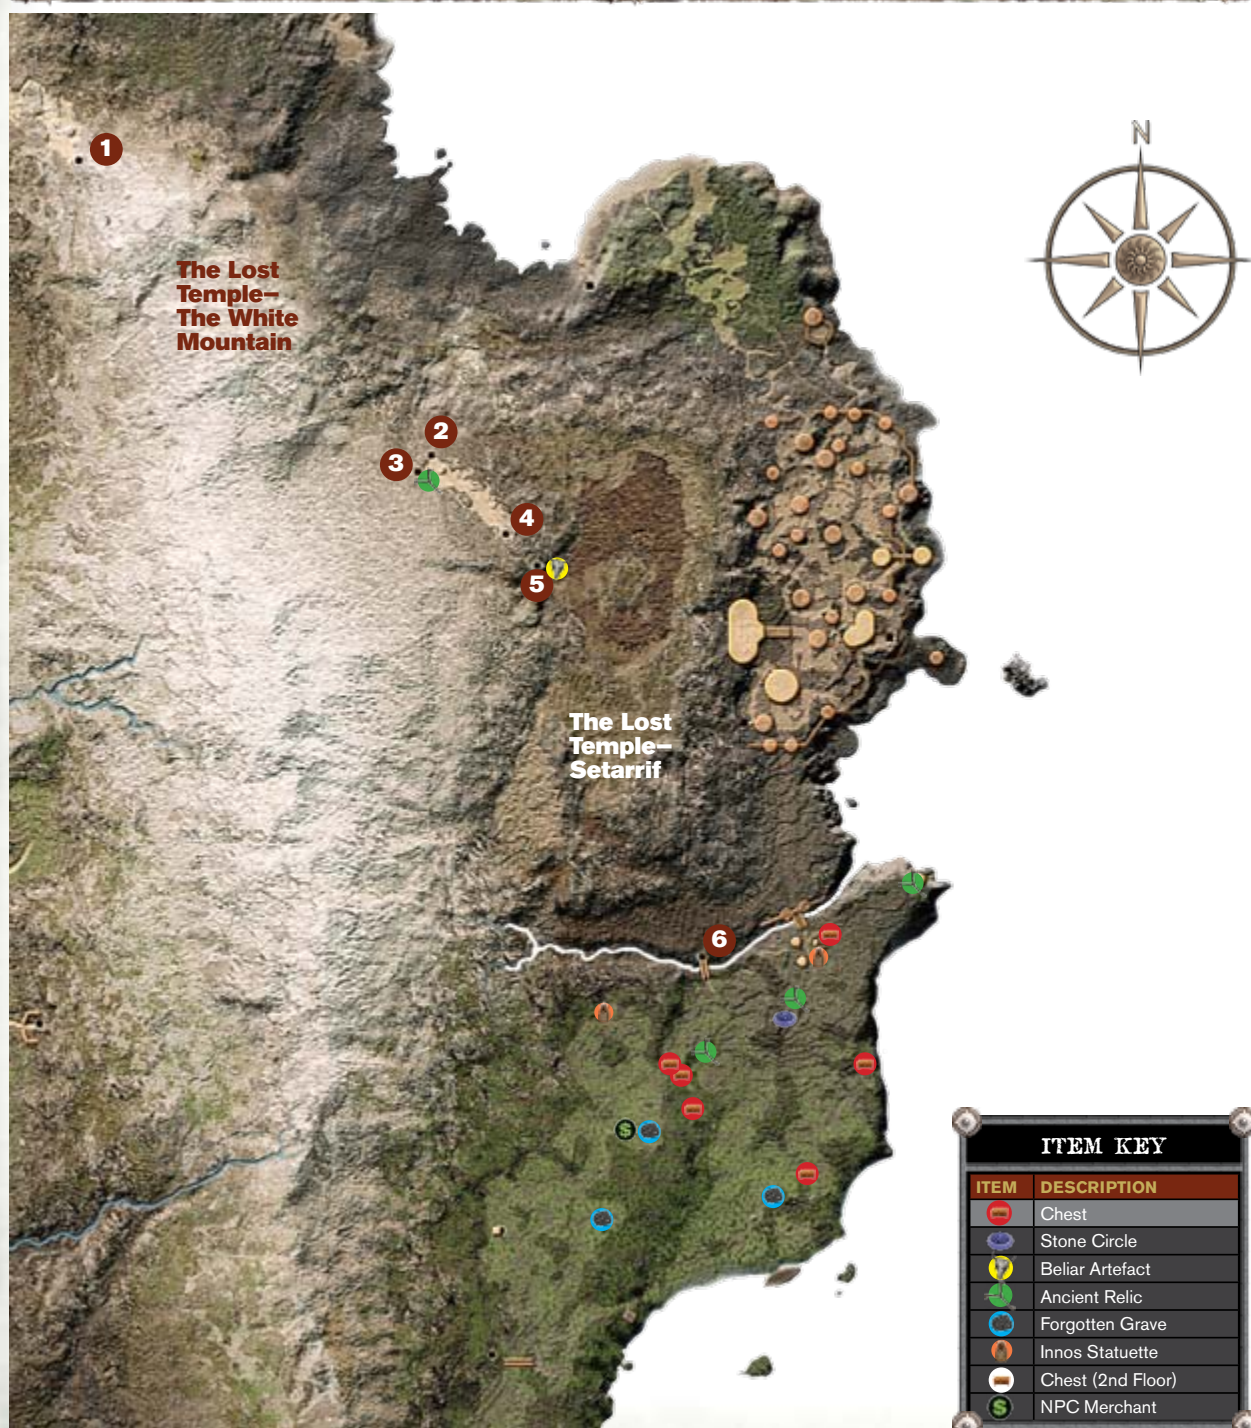 N
1
The Lost
Temple–
The White
Mountain
2
3
4
5
The Lost
Temple–
Setarrif
6
ITEM KEY
ITEM DESCRIPTION
Chest
Stone Circle
Beliar Artefact
Ancient Relic
Forgotten Grave
Innos Statuette
Chest (2nd Floor)
$ NPC Merchant